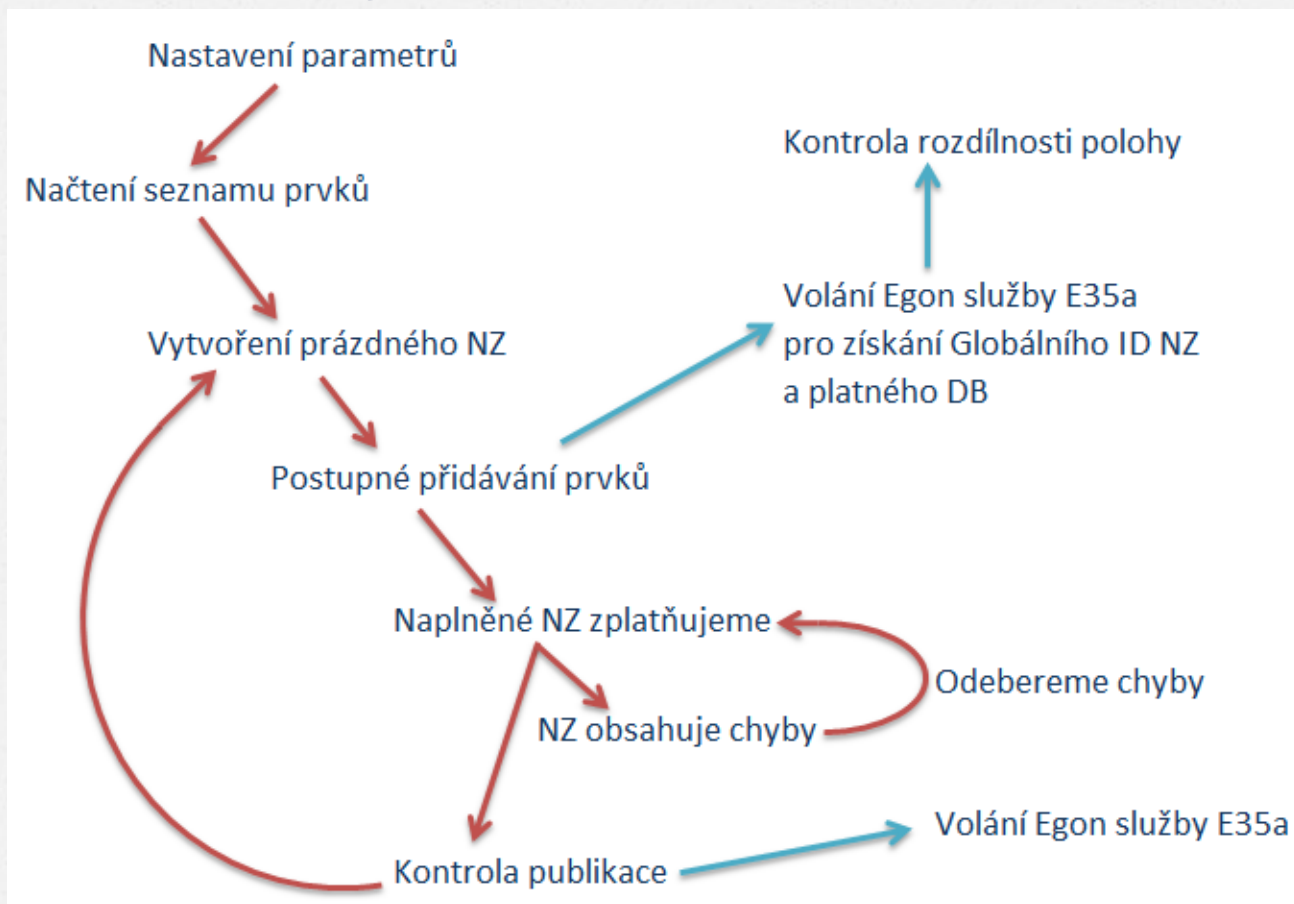 Nastavení parametrů
Kontrola rozdílnosti polohy
Načtení seznamu prvků
Volání Egon služby E35a
pro získání Globálního ID NZ
a platného DB
Vytvoření prázdného NZ
Postupné přidávání prvků
Naplněné NZ zplatňujeme
Odebereme chyby
NZ obsahuje chyby
Volání Egon služby E35a
Kontrola publikace